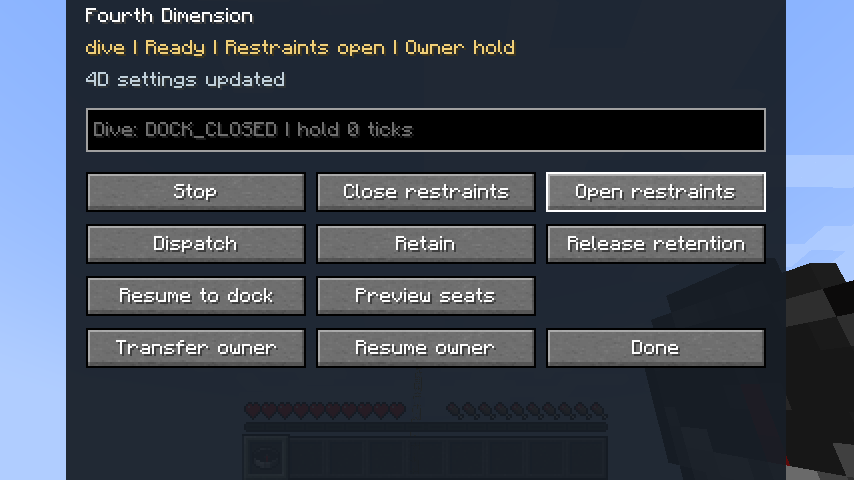 Fourth Dimension
dive | Ready | Restraints open | Owner hold
4D settings updated
Dive: DOCK_CLOSED | hold 0 ticks
Stop
Close restraints
Open restraints
Dispatch
Retain
Release retention
Resume to dock
Preview seats
Transfer owner
Resume owner
Done